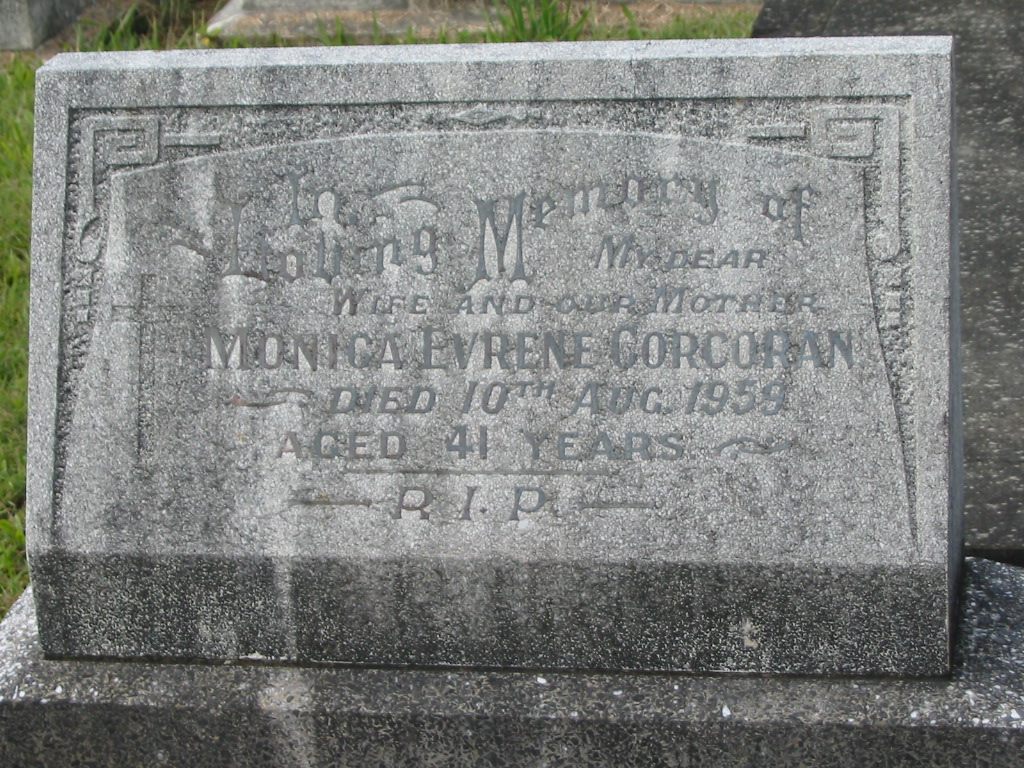 In
Loving Memory of
My dear
Wife and our Mother
Monica Evrene Corcoran
Died 10th Aug. 1959
Aged 41 Years
R.I.P.